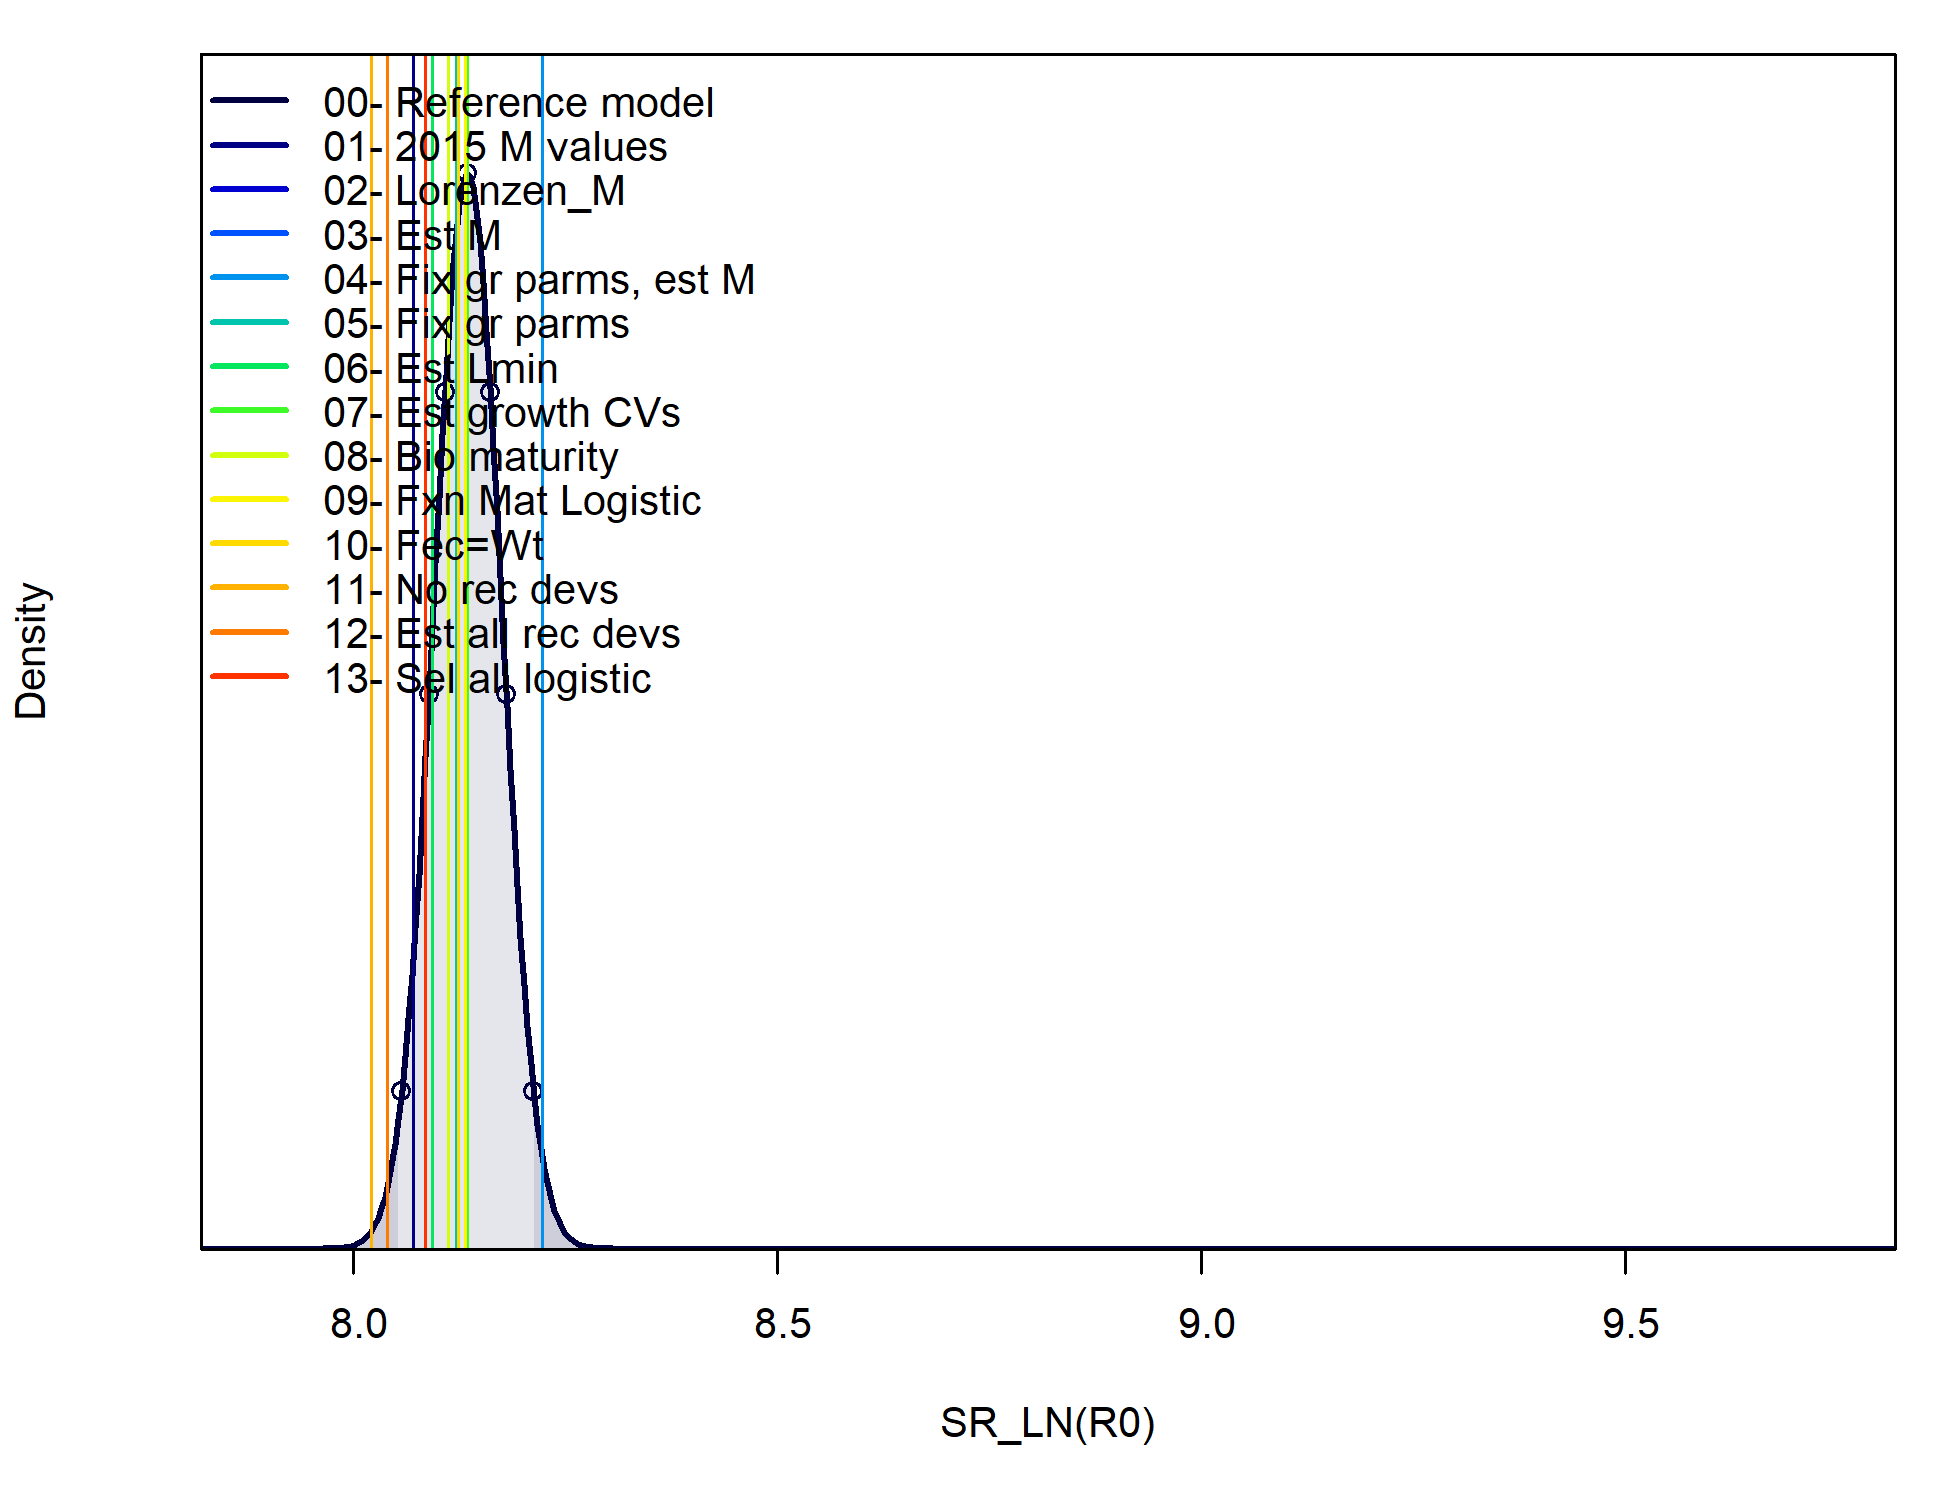 00- Reference model
01- 2015 M values
02- Lorenzen_M
03- Est M
04- Fix gr parms, est M
05- Fix gr parms
06- Est Lmin
07- Est growth CVs
08- Bio maturity
09- Fxn Mat Logistic
10- Fec=Wt
11- No rec devs
12- Est all rec devs
13- Sel all logistic
Density
8.0 8.5 9.0 9.5
SR_LN(R0)